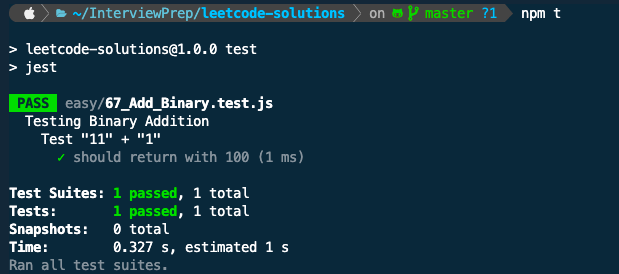 ~/InterviewPrep/leetcode-solutions on master ?1 npm t
> leetcode-solutions@1.0.0 test
> jest
PASS easy/67_Add_Binary.test.js
Testing Binary Addition
Test "11" + "1"
✓ should return with 100 (1 ms)
Test Suites: 1 passed, 1 total
Tests: 1 passed, 1 total
Snapshots: 0 total
Time: 0.327 s, estimated 1 s
Ran all test suites.